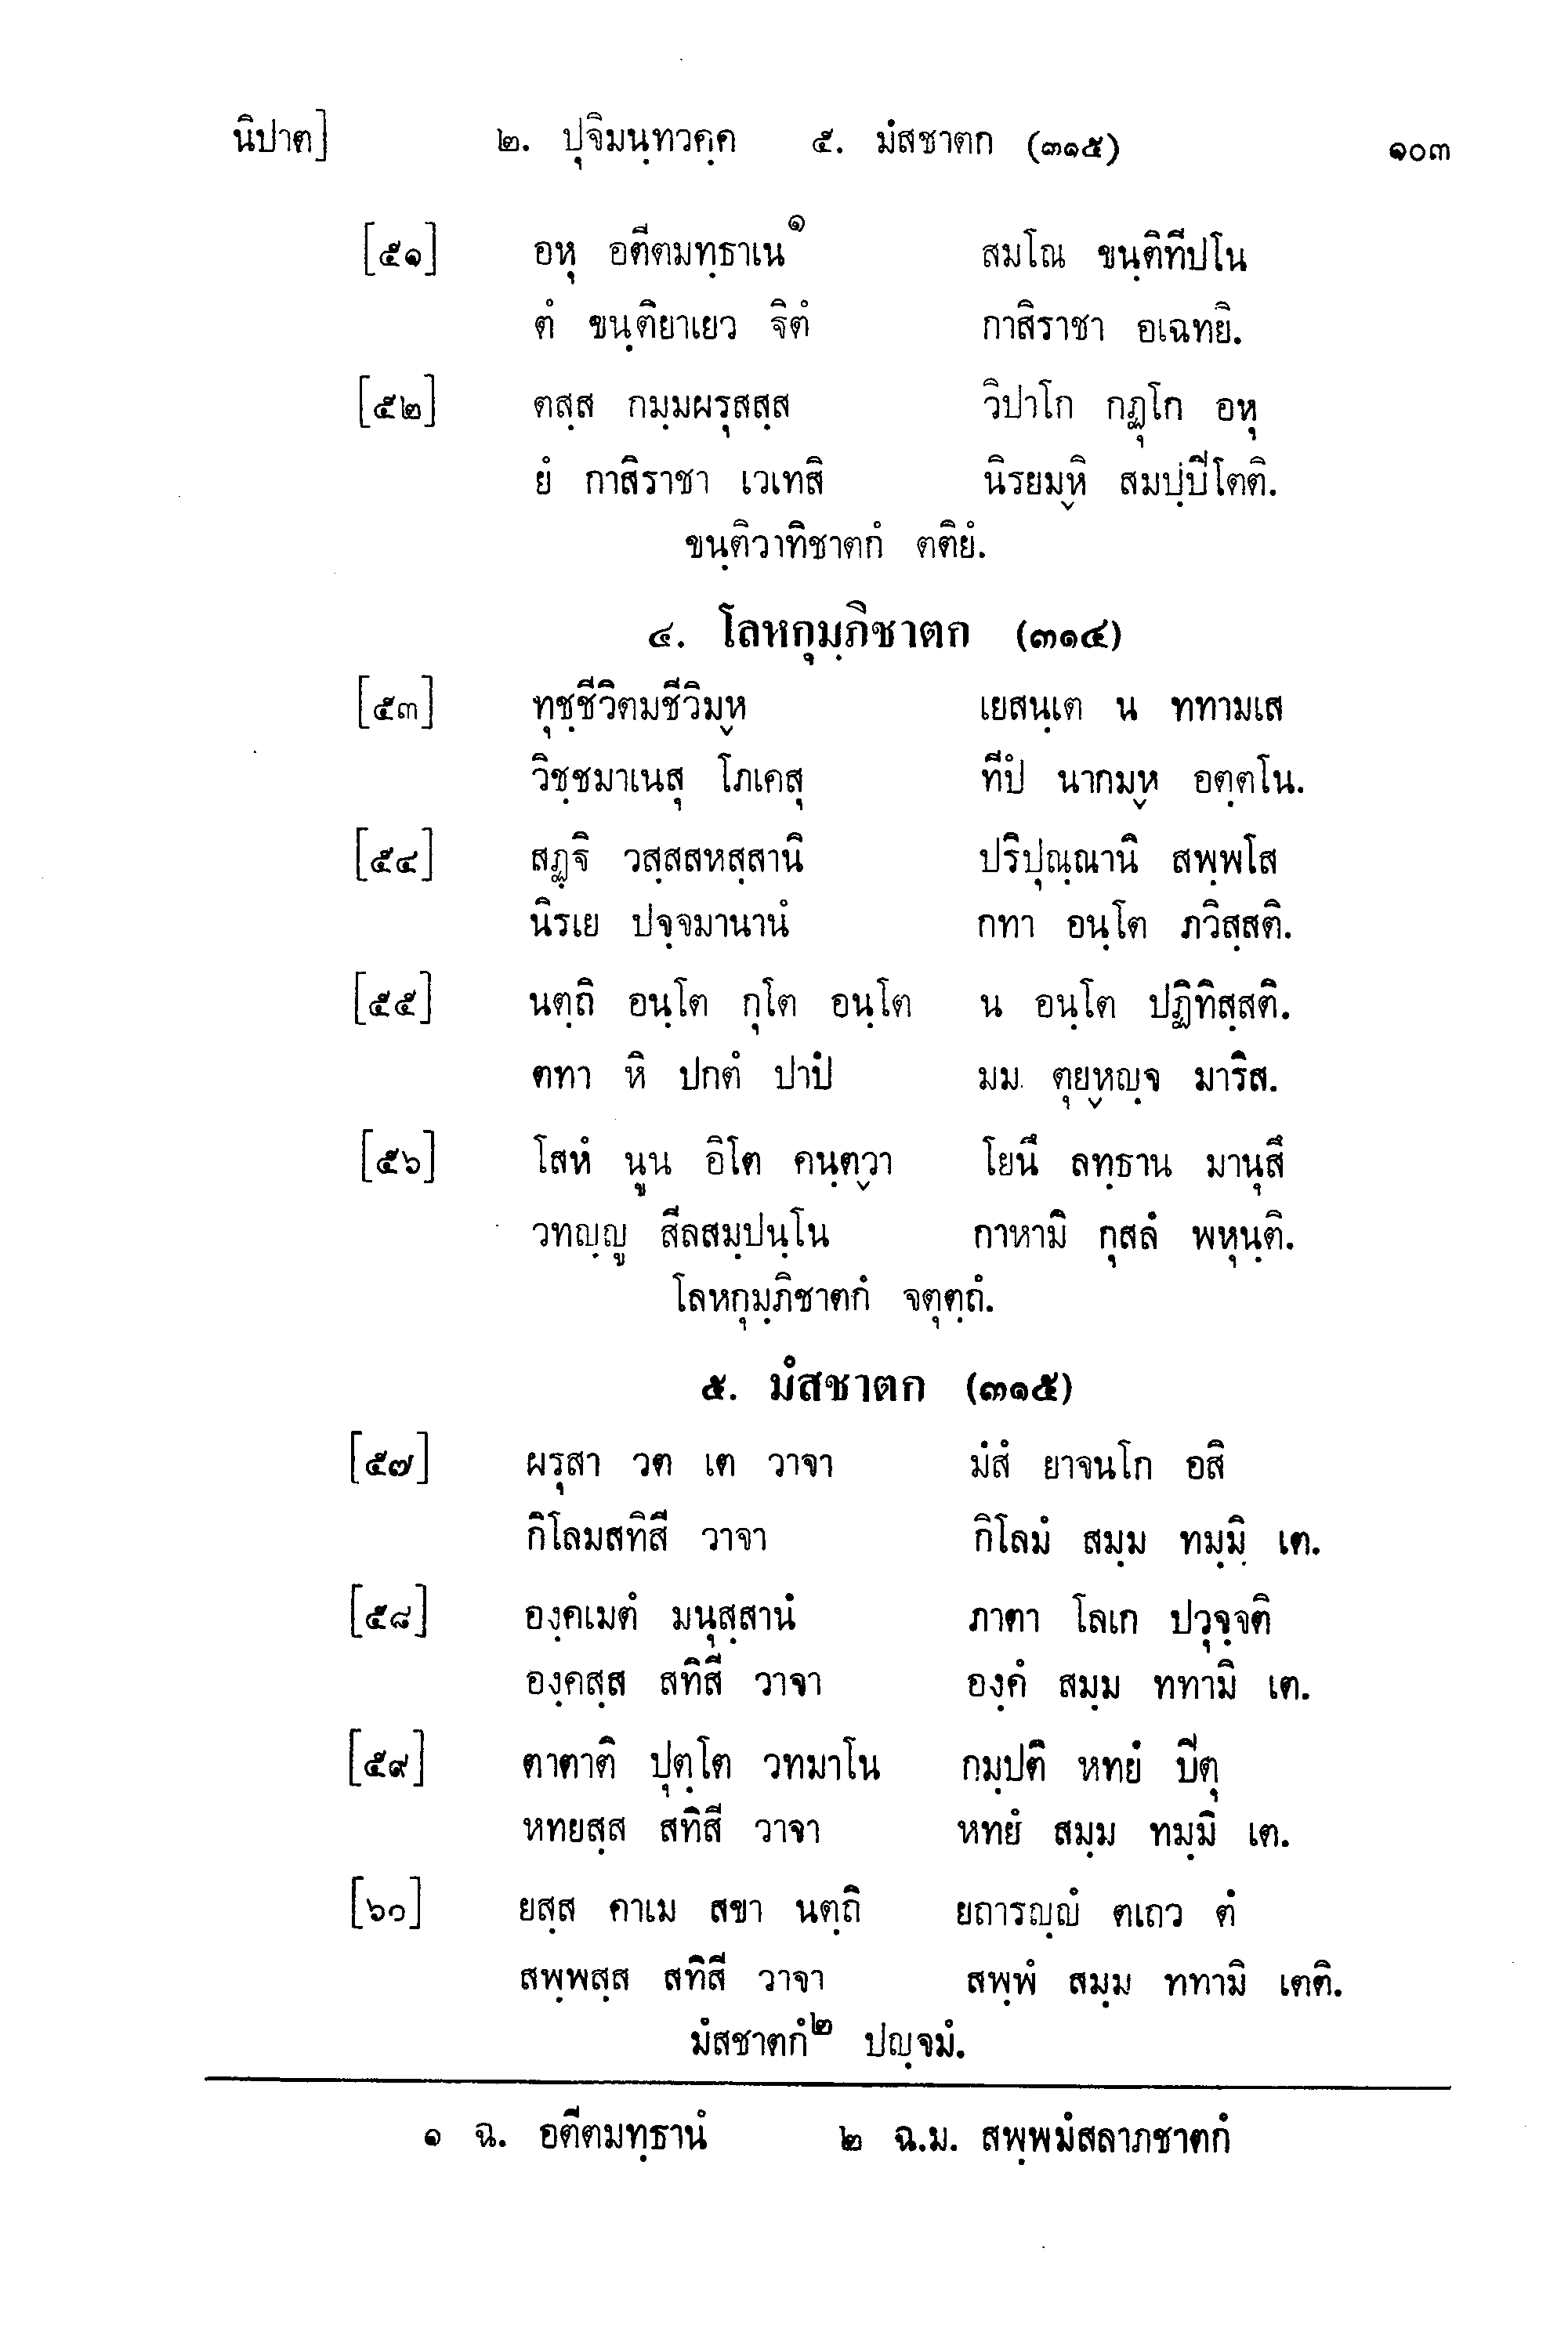 นิปาต] ๒. ปุจิมนฺทวคฺค ๕. มํสชาตก (๓๑๕) ๑๐๓
[๕๑] อหุ อตีตมทฺธาเน๑ สมโณ ขนฺติทีปโน
ตํ ขนฺติยาเยว จิตํ กาสิราชา อเฉทยิ.
[๕๒] ตสฺส กมฺมผรุสสฺส วิปาโก กฏุโก อหุ
ยํ กาสิราชา เวเทสิ นิรยมฺหิ สมปฺปิโตติ.
ขนฺติวาทิชาตกํ ตติยํ.
๔. โลหกุมฺภิชาตก (๓๑๔)
[๕๓] ทุชฺชีวิตมชีวิมฺห เยสนฺเต น ททามเส
วิชฺชมาเนสุ โภเคสุ ทีปํ นากมฺห อตฺตโน.
[๕๔] สฏฺฐิ วสฺสสหสฺสานิ ปริปุณฺณานิ สพฺพโส
นิรเย ปจฺจมานานํ กทา อนฺโต ภวิสฺสติ.
[๕๕] นตฺถิ อนฺโต กุโต อนฺโต น อนฺโต ปฏิทิสฺสติ.
ตทา หิ ปกตํ ปาปํ มม ตุยฺหญฺจ มาริส.
[๕๖] โสหํ นูน อิโต คนฺตฺวา โยนึ ลทฺธาน มานุสึ
วทญฺญู สีลสมฺปนฺโน กาหามิ กุสลํ พหุนฺติ.
โลหกุมฺภิชาตกํ จตุตฺถํ.
๕. มํสชาตก (๓๑๕)
[๕๗] ผรุสา วต เต วาจา มํสํ ยาจนโก อสิ
กิโลมสทิสี วาจา กิโลมํ สมฺม ทมฺมิ เต.
[๕๘] องฺคเมตํ มนุสฺสานํ ภาตา โลเก ปวุจฺจติ
องฺคสฺส สทิสี วาจา องฺคํ สมฺม ททามิ เต.
[๕๙] ตาตาติ ปุตฺโต วทมาโน กมฺปติ หทยํ ปิตุ
หทยสฺส สทิสี วาจา หทยํ สมฺม ทมฺมิ เต.
[๖๐] ยสฺส คาเม สขา นตฺถิ ยถารญฺญํ ตเถว ตํ
สพฺพสฺส สทิสี วาจา สพฺพํ สมฺม ททามิ เตติ.
มํสชาตกํ๒ ปญฺจมํ.
๑ ฉ. อตีตมทฺธานํ ๒ ฉ.ม. สพฺพมํสลาภชาตกํ